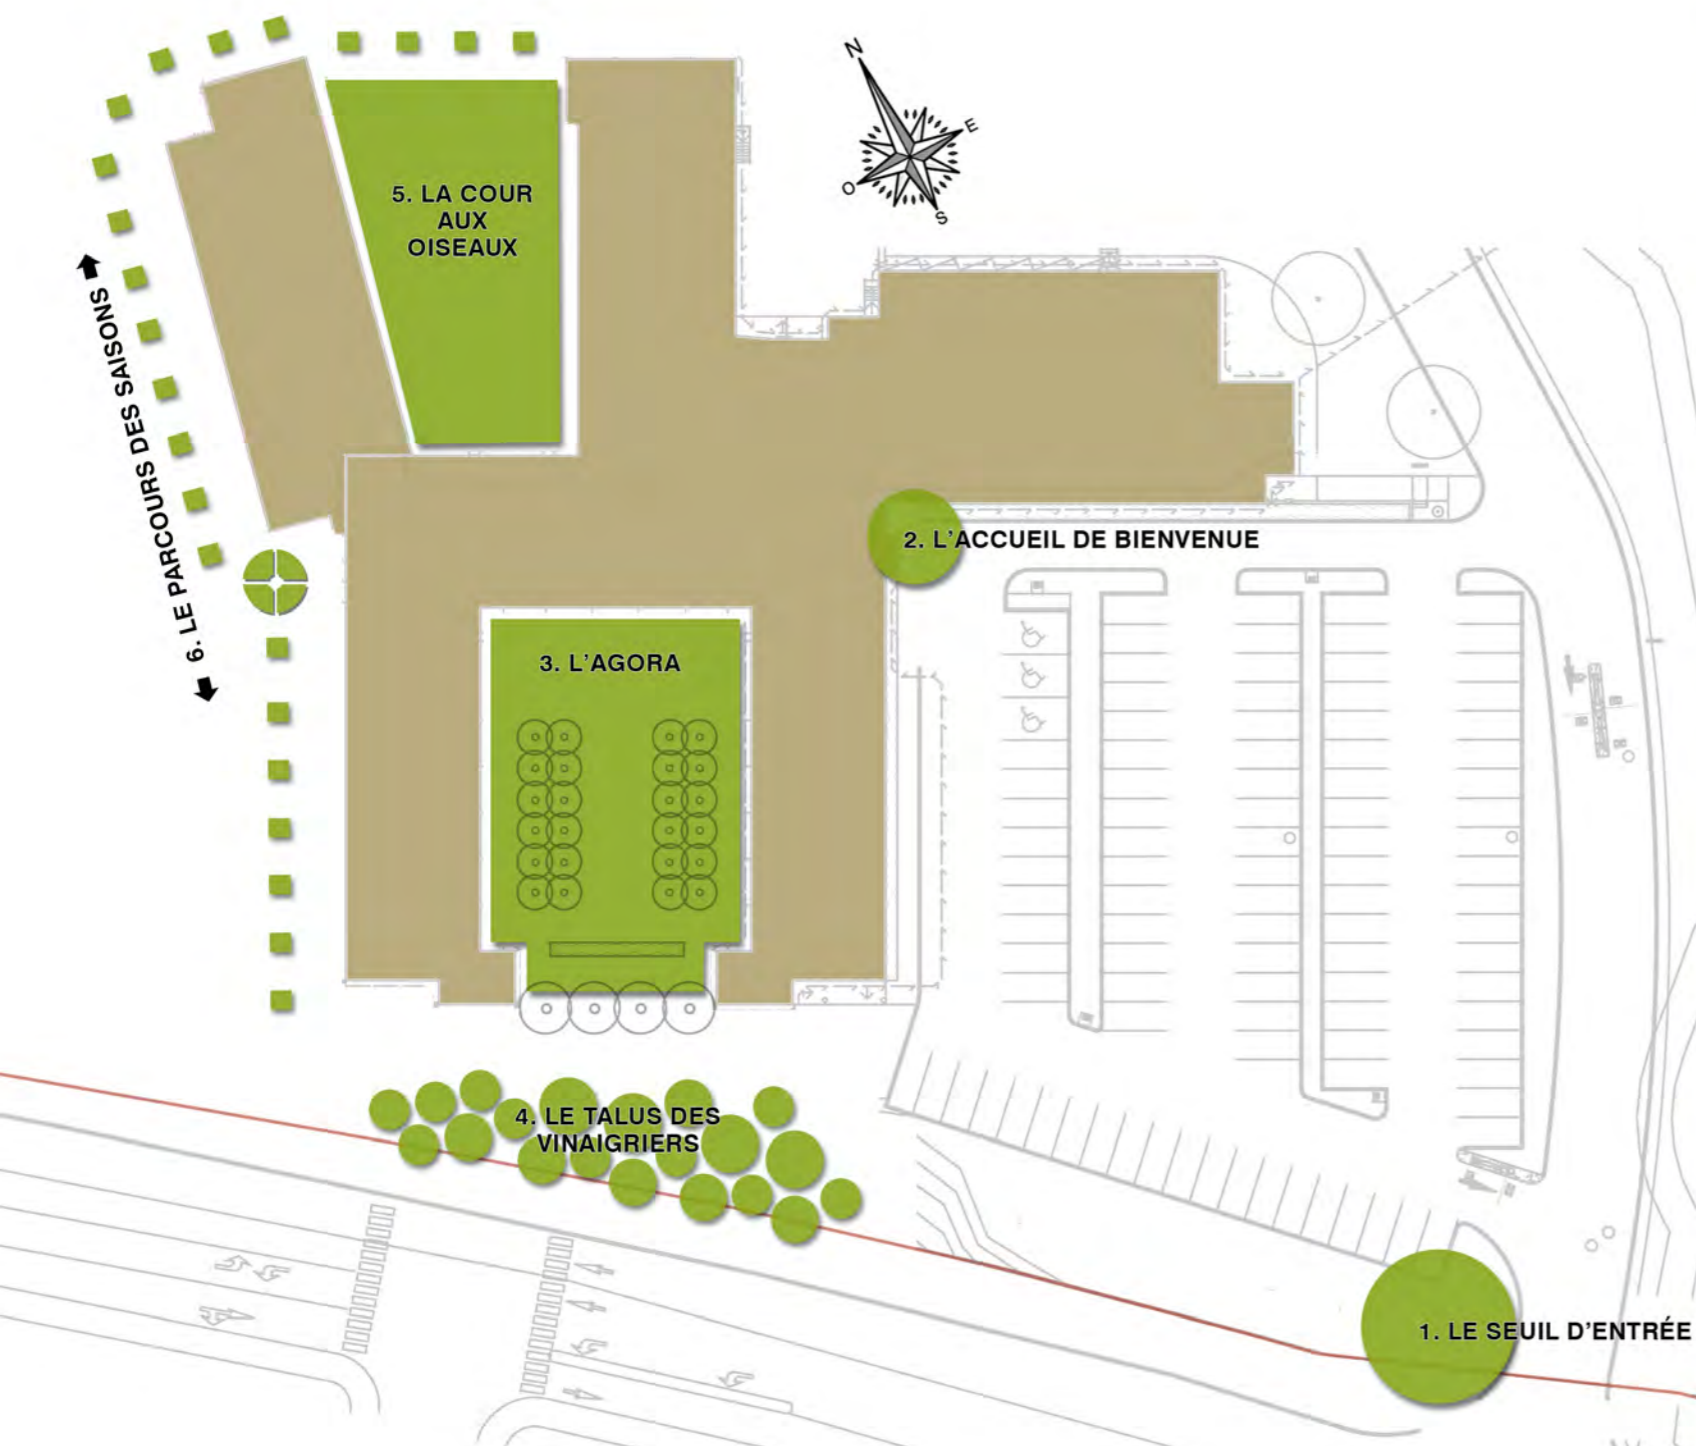 N
E
O
S
5. LA COUR
AUX
OISEAUX
6. LE PARCOURS DES SAISONS
2. L'ACCUEIL DE BIENVENUE
3. L'AGORA
4. LE TALUS DES
VINAIGRIERS
1. LE SEUIL D'ENTRÉE